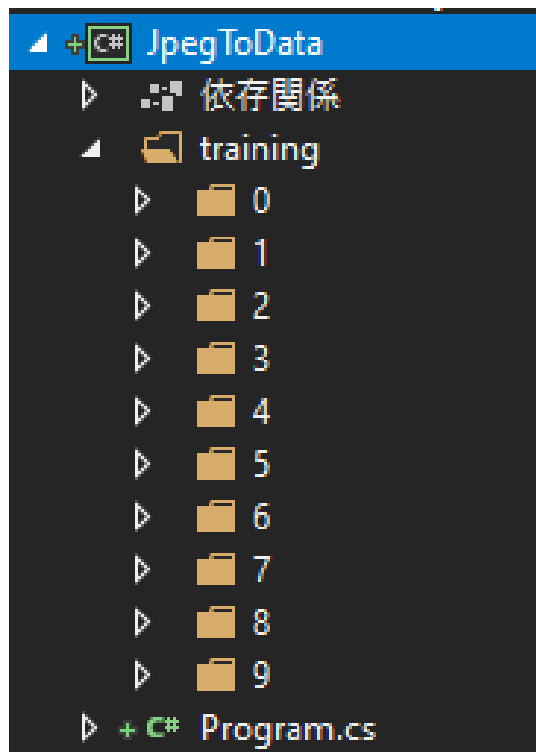 C# JpegToData
依存関係
training
0
1
2
3
4
5
6
7
8
9
+ C# Program.cs